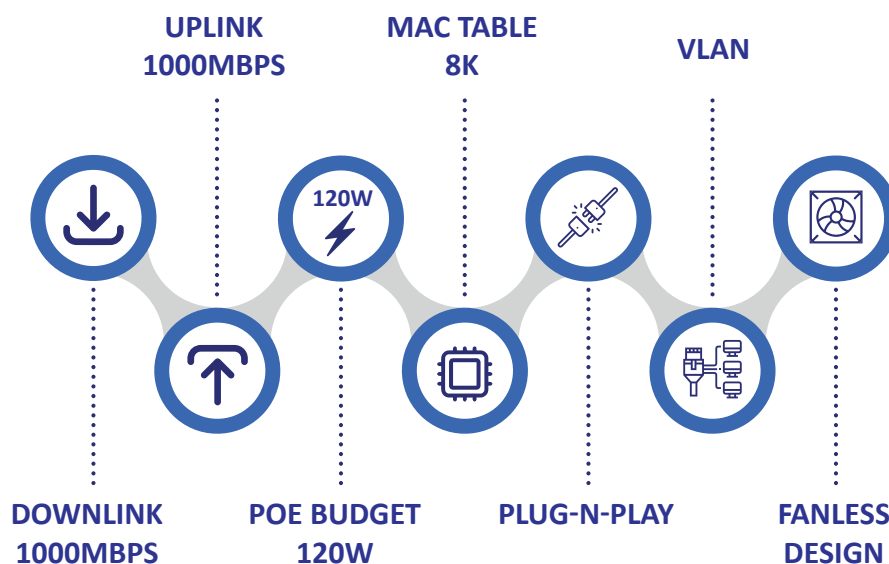 UPLINK
1000MBPS
MAC TABLE
8K
VLAN
120W
DOWNLINK
1000MBPS
POE BUDGET
120W
PLUG-N-PLAY
FANLESS
DESIGN